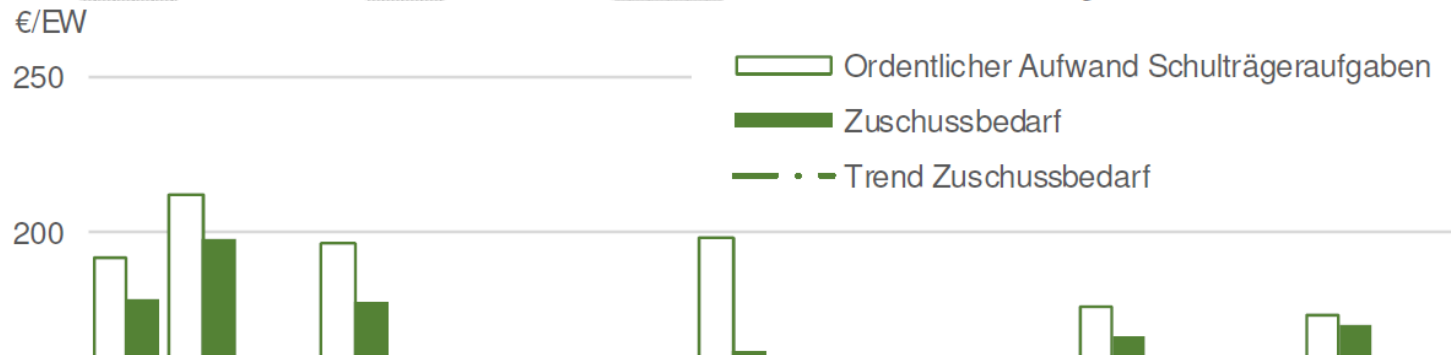 €/EW
250
Ordentlicher Aufwand Schulträgeraufgaben
Zuschussbedarf
Trend Zuschussbedarf
200